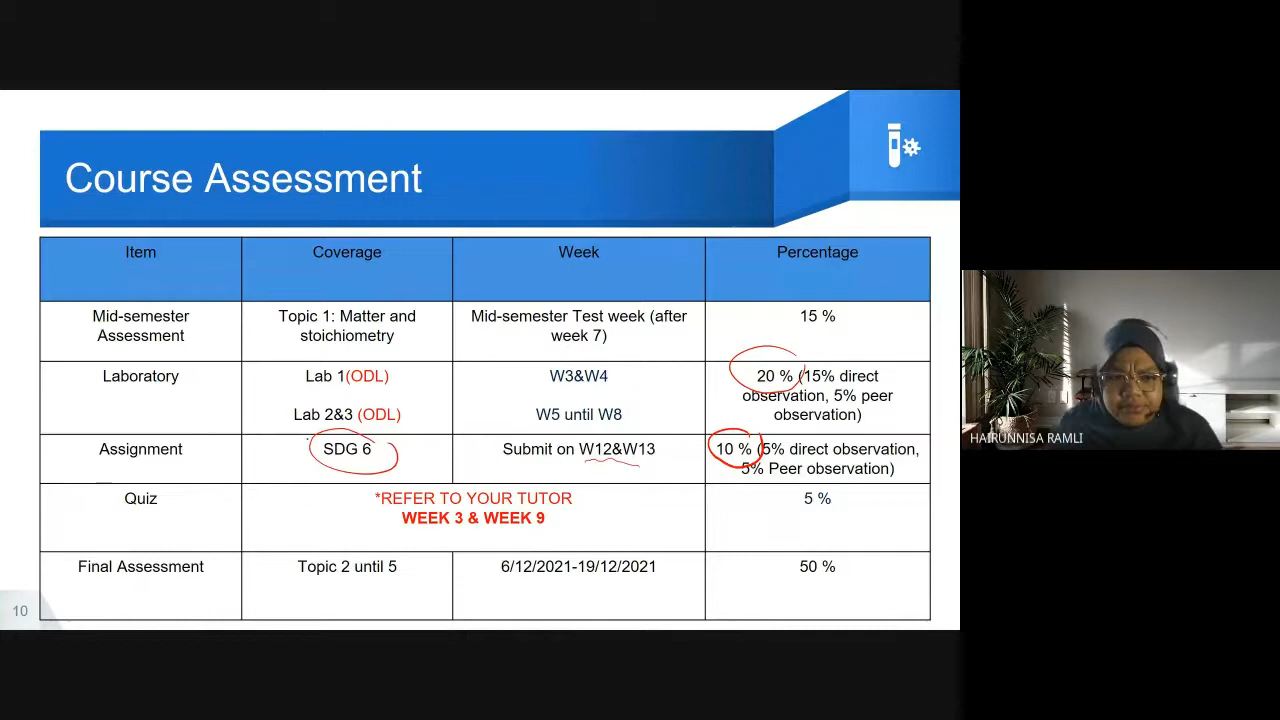 Course Assessment
Item
Coverage
Week
Percentage
Mid-semester
Assessment
Topic 1: Matter and
stoichiometry
Mid-semester Test week (after
week 7)
15 %
Laboratory
Lab 1(ODL)
Lab 2&3 (ODL)
W3&W4
W5 until W8
20 % (15% direct
observation, 5% peer
observation)
Assignment
SDG 6
Submit on W12&W13
10 % (5% direct observation,
5% Peer observation)
Quiz
*REFER TO YOUR TUTOR
WEEK 3 & WEEK 9
5 %
Final Assessment
Topic 2 until 5
6/12/2021-19/12/2021
50 %
10
HAIRUNNISA RAMLI